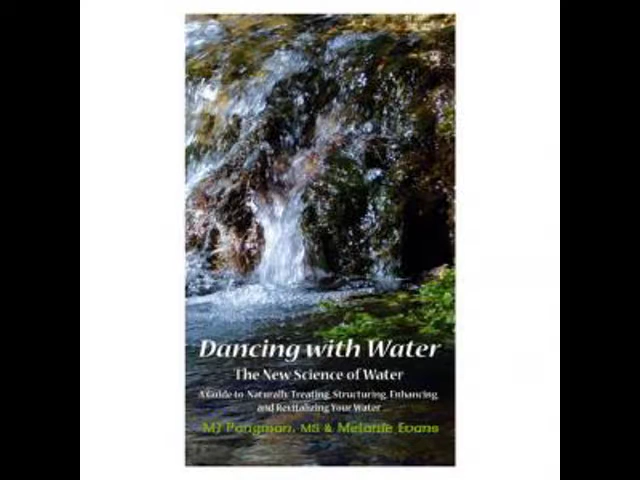 Dancing with Water
The New Science of Water
A Guide to Naturally Treating, Structuring, Enhancing,
and Revitalizing Your Water
MJ Pangman, MS & Melanie Evans